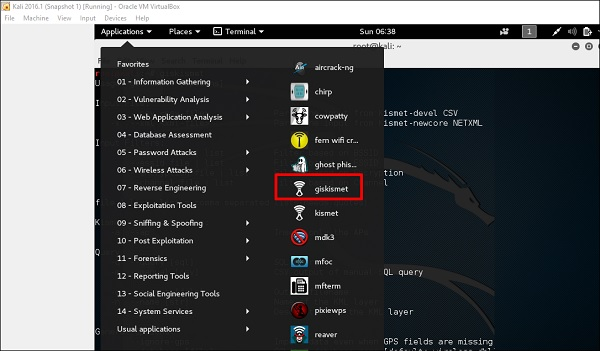 Kali 2016.1 (Snapshot 1) [Running] - Oracle VM VirtualBox
File Machine View Input Devices Help
Applications Places Terminal Sun 06:38 1
root@kali: ~
Favorites
01 - Information Gathering
02 - Vulnerability Analysis
03 - Web Application Analysis
04 - Database Assessment
05 - Password Attacks
06 - Wireless Attacks
07 - Reverse Engineering
08 - Exploitation Tools
09 - Sniffing & Spoofing
10 - Post Exploitation
11 - Forensics
12 - Reporting Tools
13 - Social Engineering Tools
14 - System Services
Usual applications
aircrack-ng
chirp
cowpatty
fern wifi cr...
ghost phis...
giskismet
kismet
mdk3
mfoc
mfterm
pixiewps
reaver
ismet-devel CSV
ismet-newcore NETXML
QL query
layer
GPS fields are missing